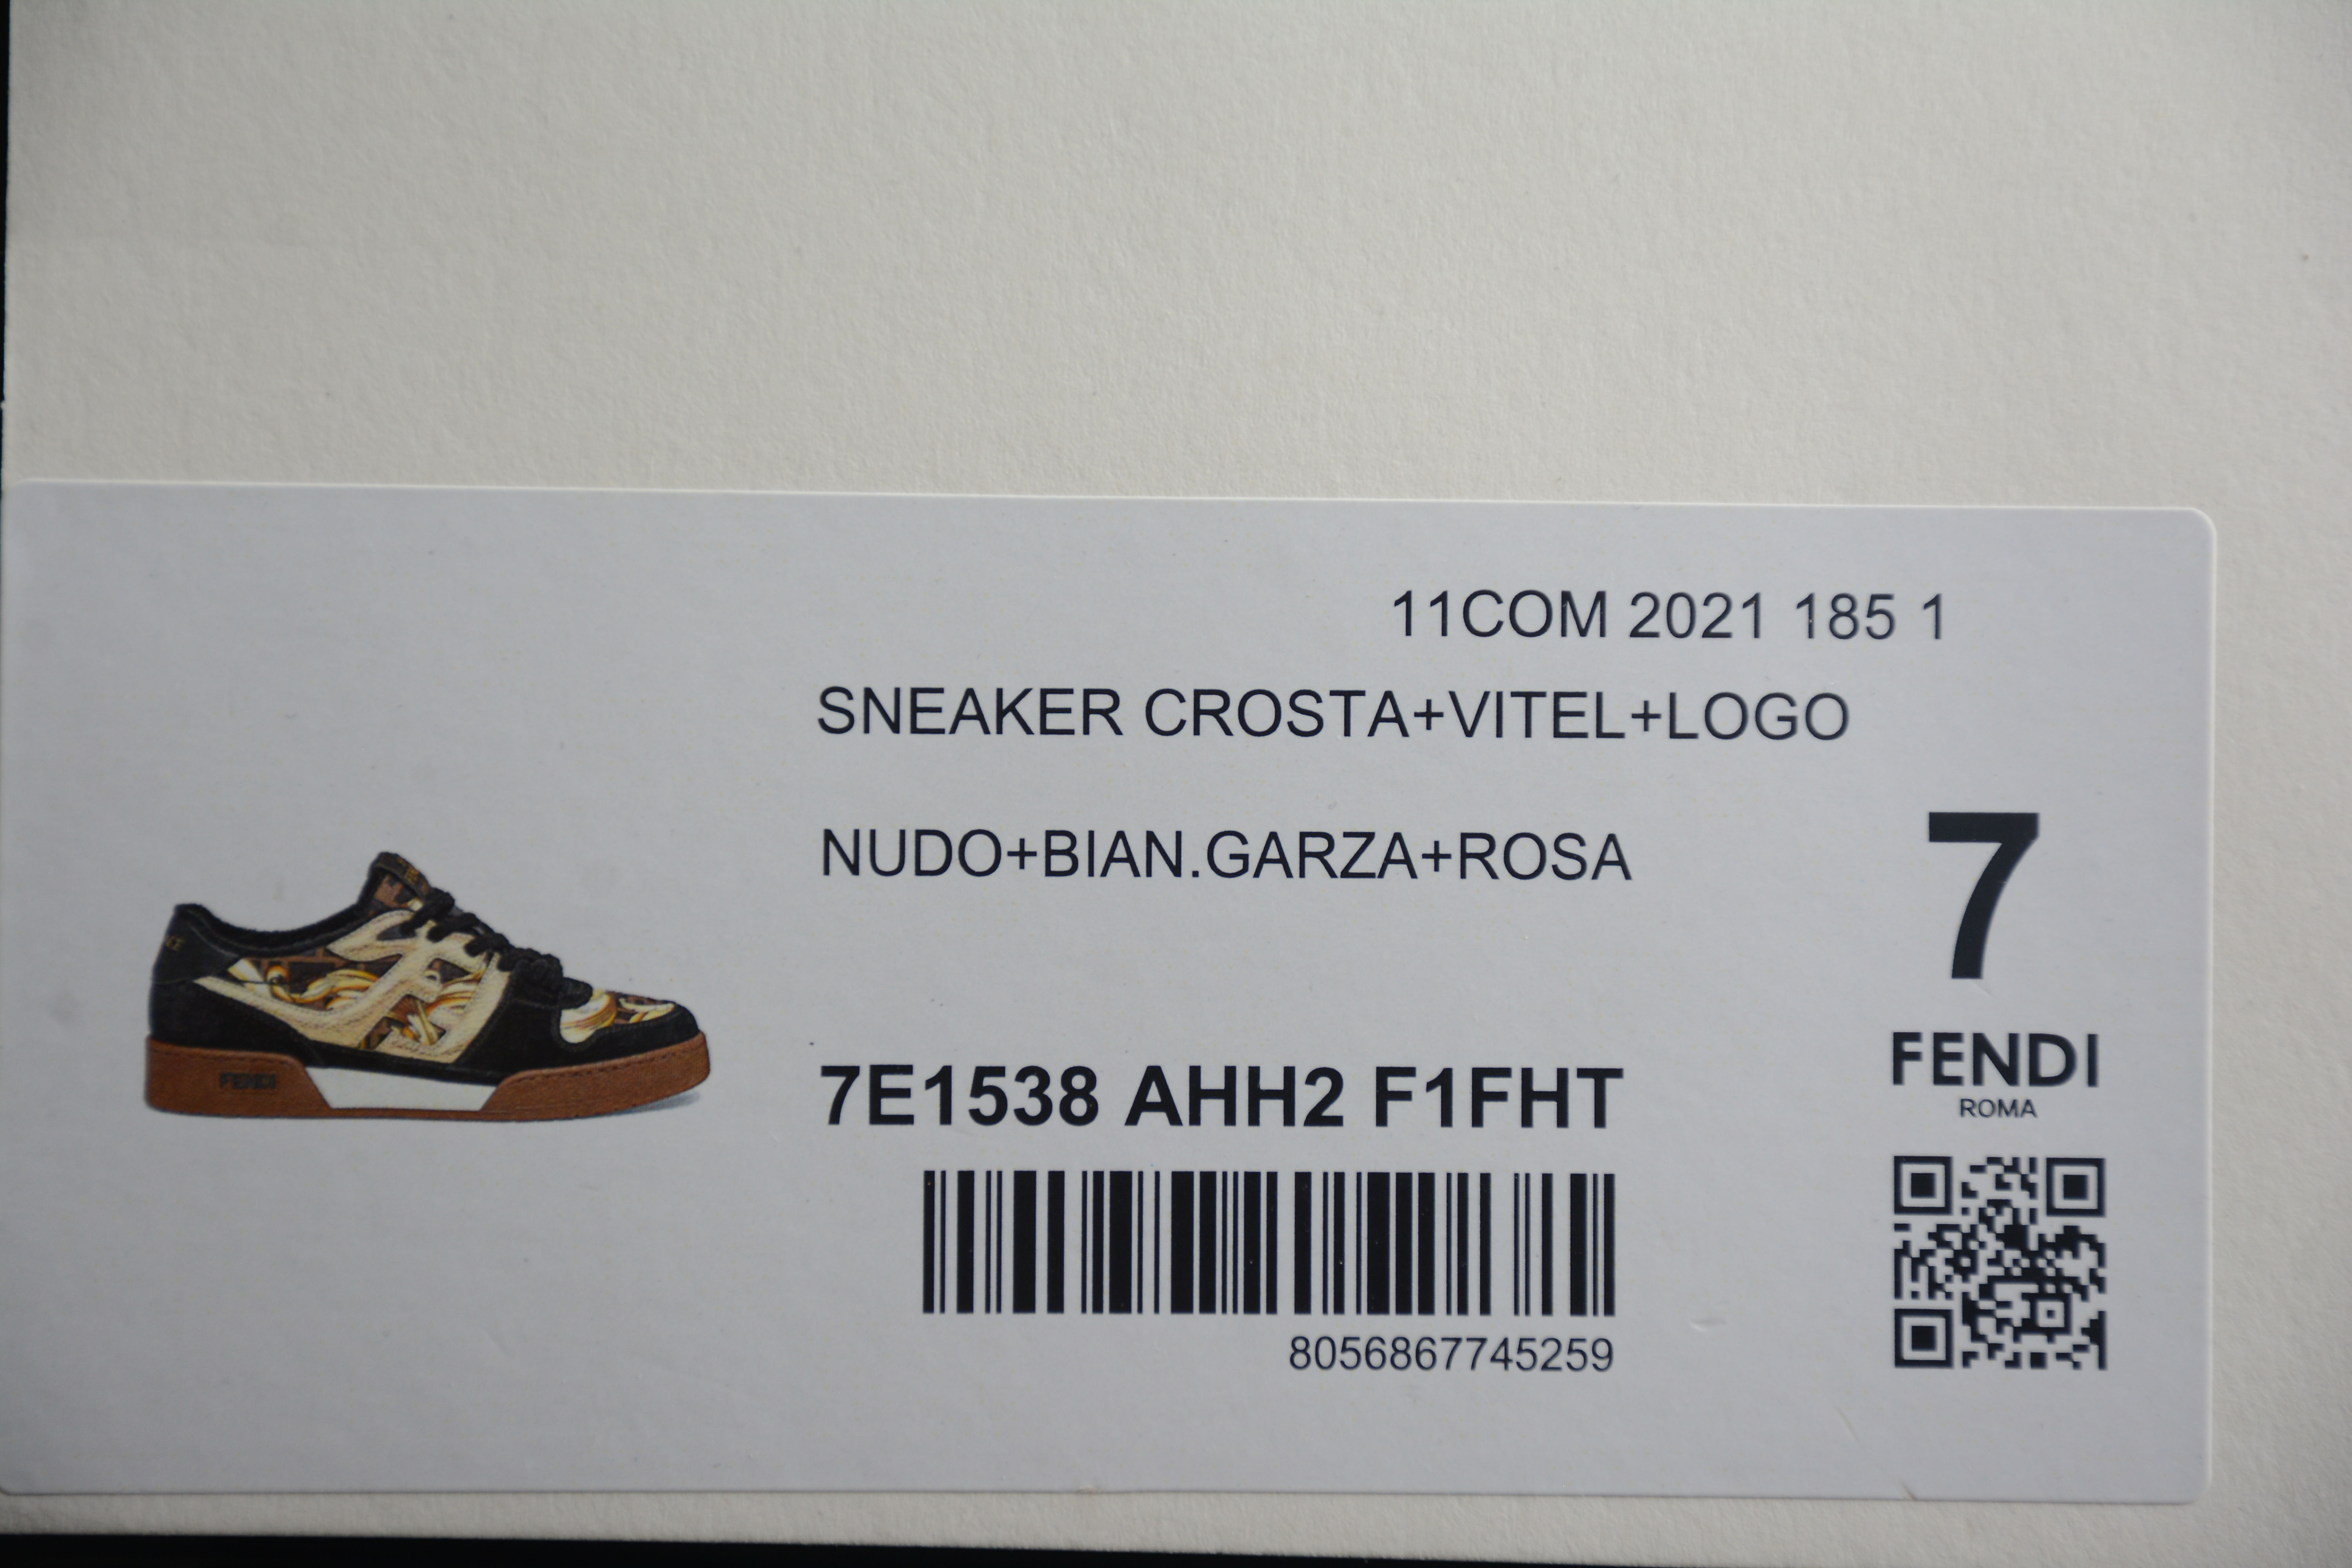 11COM 2021 185 1
SNEAKER CROSTA+VITEL+LOGO
NUDO+BIAN.GARZA+ROSA
7
7E1538 AHH2 F1FHT
FENDI
ROMA
8056867745259
FENDI